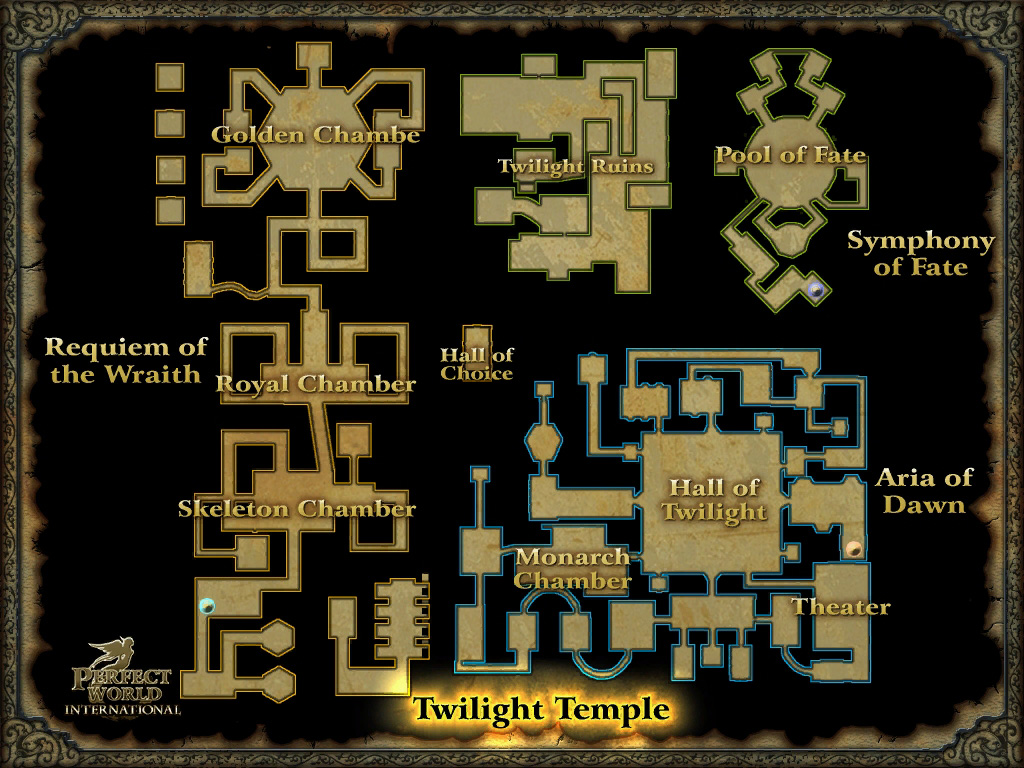 Golden Chambe
Twilight Ruins
Pool of Fate
Symphony
of Fate
Requiem of
the Wraith
Royal Chamber
Hall of
Choice
Skeleton Chamber
Hall of
Twilight
Aria of
Dawn
Monarch
Chamber
Theater
PERFECT
WORLD
INTERNATIONAL
Twilight Temple